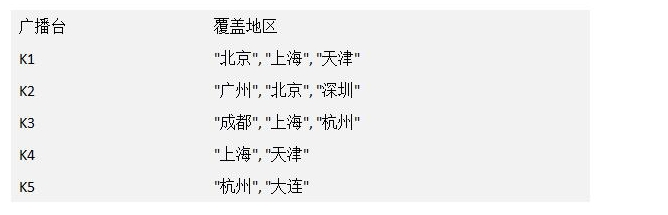 广播台 覆盖地区
K1 "北京", "上海", "天津"
K2 "广州", "北京", "深圳"
K3 "成都", "上海", "杭州"
K4 "上海", "天津"
K5 "杭州", "大连"